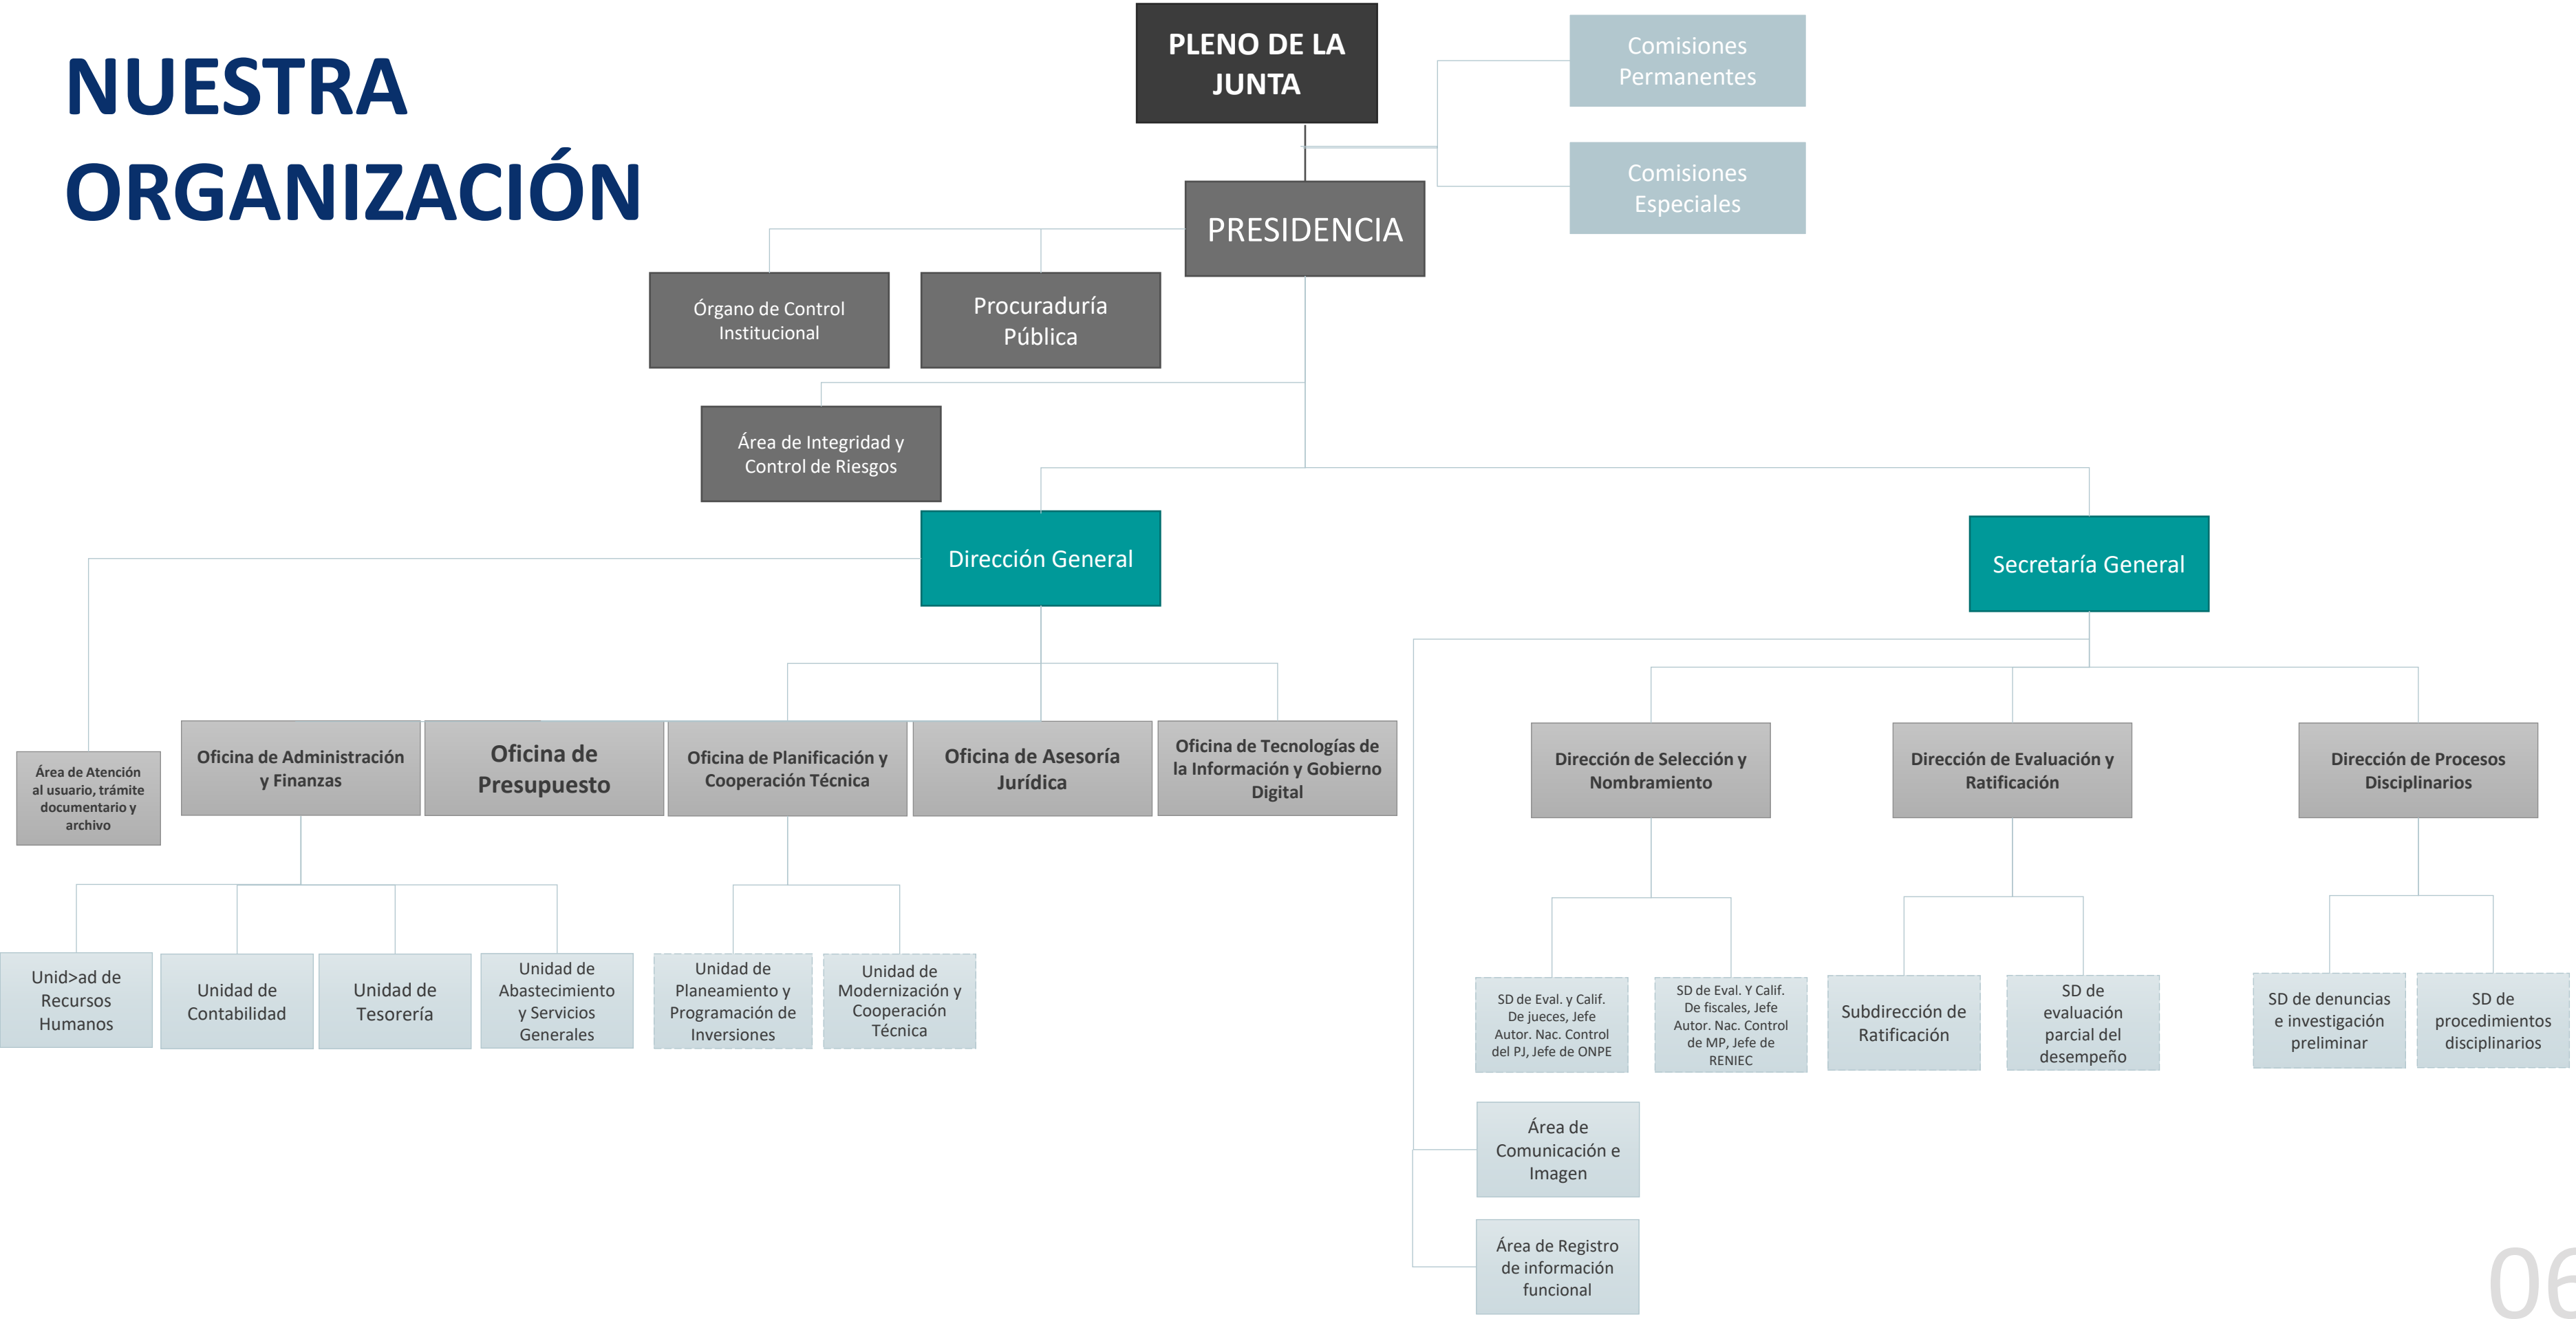 NUESTRA
ORGANIZACIÓN
PLENO DE LA
JUNTA
Comisiones
Permanentes
Comisiones
Especiales
PRESIDENCIA
Órgano de Control
Institucional
Procuraduría
Pública
Área de Integridad y
Control de Riesgos
Dirección General
Secretaría General
Área de Atención
al usuario, trámite
documentario y
archivo
Oficina de Administración
y Finanzas
Oficina de
Presupuesto
Oficina de Planificación y
Cooperación Técnica
Oficina de Asesoría
Jurídica
Oficina de Tecnologías de
la Información y Gobierno
Digital
Dirección de Selección y
Nombramiento
Dirección de Evaluación y
Ratificación
Dirección de Procesos
Disciplinarios
Unid>ad de
Recursos
Humanos
Unidad de
Contabilidad
Unidad de
Tesorería
Unidad de
Abastecimiento
y Servicios
Generales
Unidad de
Planeamiento y
Programación de
Inversiones
Unidad de
Modernización y
Cooperación
Técnica
SD de Eval. y Calif.
De jueces, Jefe
Autor. Nac. Control
del PJ, Jefe de ONPE
SD de Eval. Y Calif.
De fiscales, Jefe
Autor. Nac. Control
de MP, Jefe de
RENIEC
Subdirección de
Ratificación
SD de
evaluación
parcial del
desempeño
SD de denuncias
e investigación
preliminar
SD de
procedimientos
disciplinarios
Área de
Comunicación e
Imagen
Área de Registro
de información
funcional
06